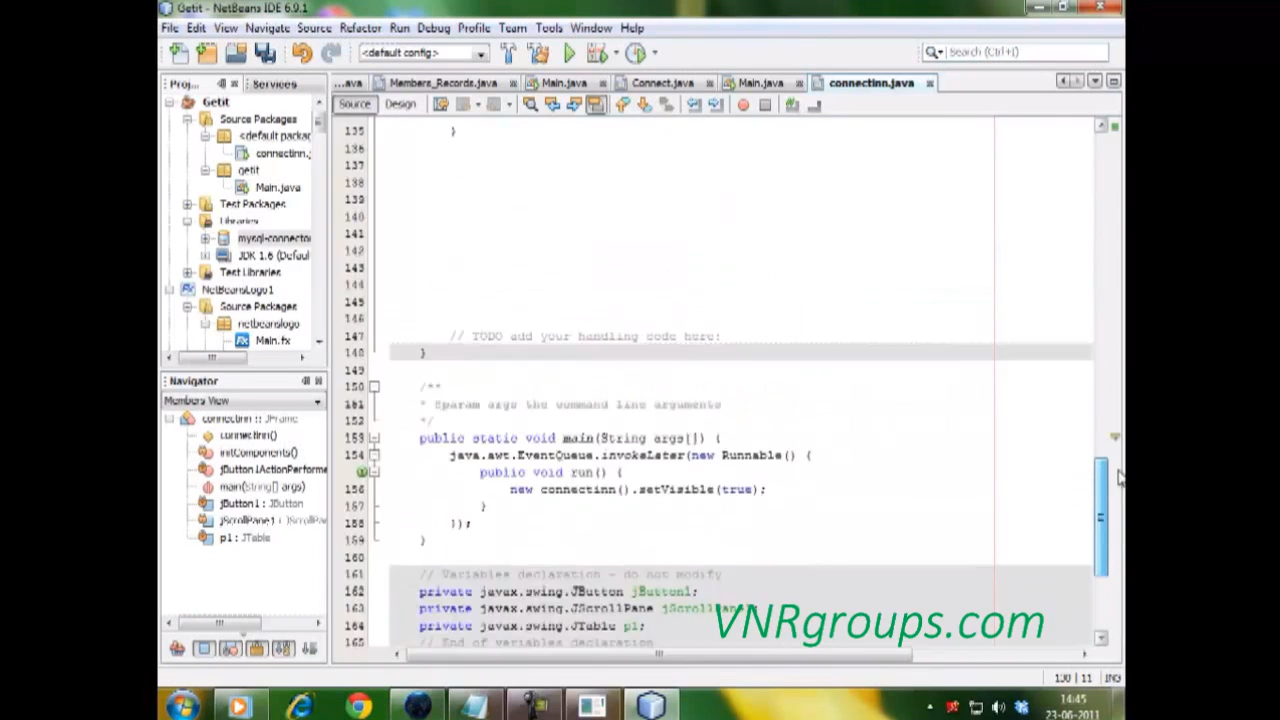 Getit - NetBeans IDE 6.9.1
File Edit View Navigate Source Refactor Run Debug Profile Team Tools Window Help
<default config> Search (Ctrl+I)
Proj... Services ...ava Members_Records.java Main.java Connect.java Main.java connectinn.java
Source Design
Getit
Source Packages
<default packag
connectinn.j
getit
Main.java
Test Packages
Libraries
mysql-connecto
JDK 1.6 (Defaul
Test Libraries
NetBeansLogo1
Source Packages
netbeanslogo
Main.fx
Navigator
Members View
connectinn :: JFrame
connectinn()
initComponents()
jButton1ActionPerforme
main(String[] args)
jButton1 : JButton
jScrollPane1 : JScrollPa
p1 : JTable
135 }
136
137
138
139
140
141
142
143
144
145
146
147 // TODO add your handling code here:
148 }
149
150 /**
151 * @param args the command line arguments
152 */
153 public static void main(String args[]) {
154 java.awt.EventQueue.invokeLater(new Runnable() {
public void run() {
156 new connectinn().setVisible(true);
157 }
158 });
159 }
160
161 // Variables declaration - do not modify
162 private javax.swing.JButton jButton1;
163 private javax.swing.JScrollPane jScrollPane1;
164 private javax.swing.JTable p1;
165 // End of variables declaration
VNRgroups.com
130 | 11
14:45
23-06-2011